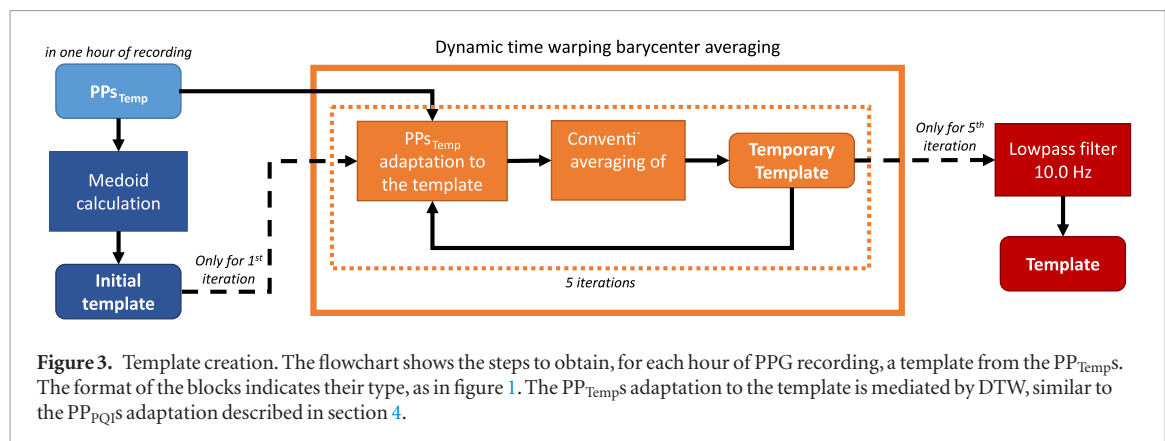 in one hour of recording
Dynamic time warping barycenter averaging
PPsTemp
Medoid
calculation
Initial
template
Only for 1st
iteration
PPsTemp
adaptation to
the template
averaging of
Temporary
Template
5 iterations
Only for 5th
iteration
Lowpass filter
10.0 Hz
Template
Figure 3. Template creation. The flowchart shows the steps to obtain, for each hour of PPG recording, a template from the PPTemps.
The format of the blocks indicates their type, as in figure 1. The PPTemps adaptation to the template is mediated by DTW, similar to
the PPPQIs adaptation described in section 4.